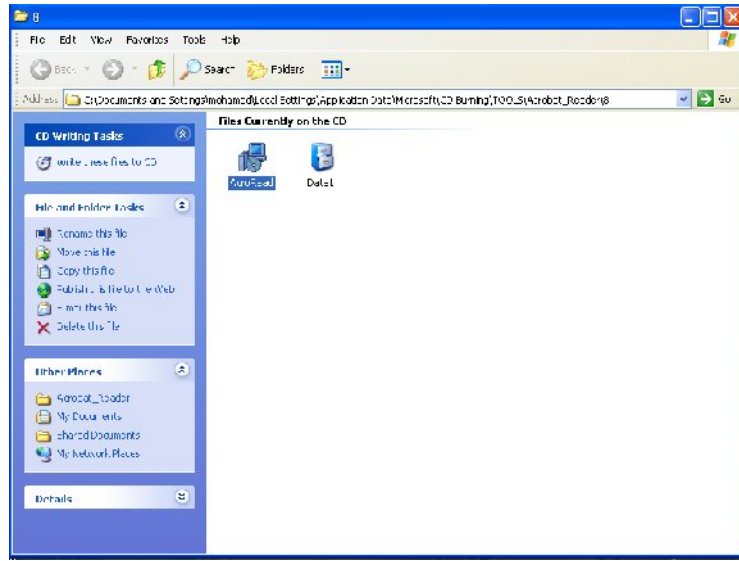 8
File Edit View Favorites Tools Help
Back Search Folders
Address C:\Documents and Settings\mohamed\Local Settings\Application Data\Microsoft\CD Burning\TOOLS\Acrobat_Reader\8 Go
Files Currently on the CD
CD Writing Tasks
Write these files to CD
AcroRead Data1
File and Folder Tasks
Rename this file
Move this file
Copy this file
Publish this file to the Web
E-mail this file
Delete this file
Other Places
Acrobat_Reader
My Documents
Shared Documents
My Network Places
Details